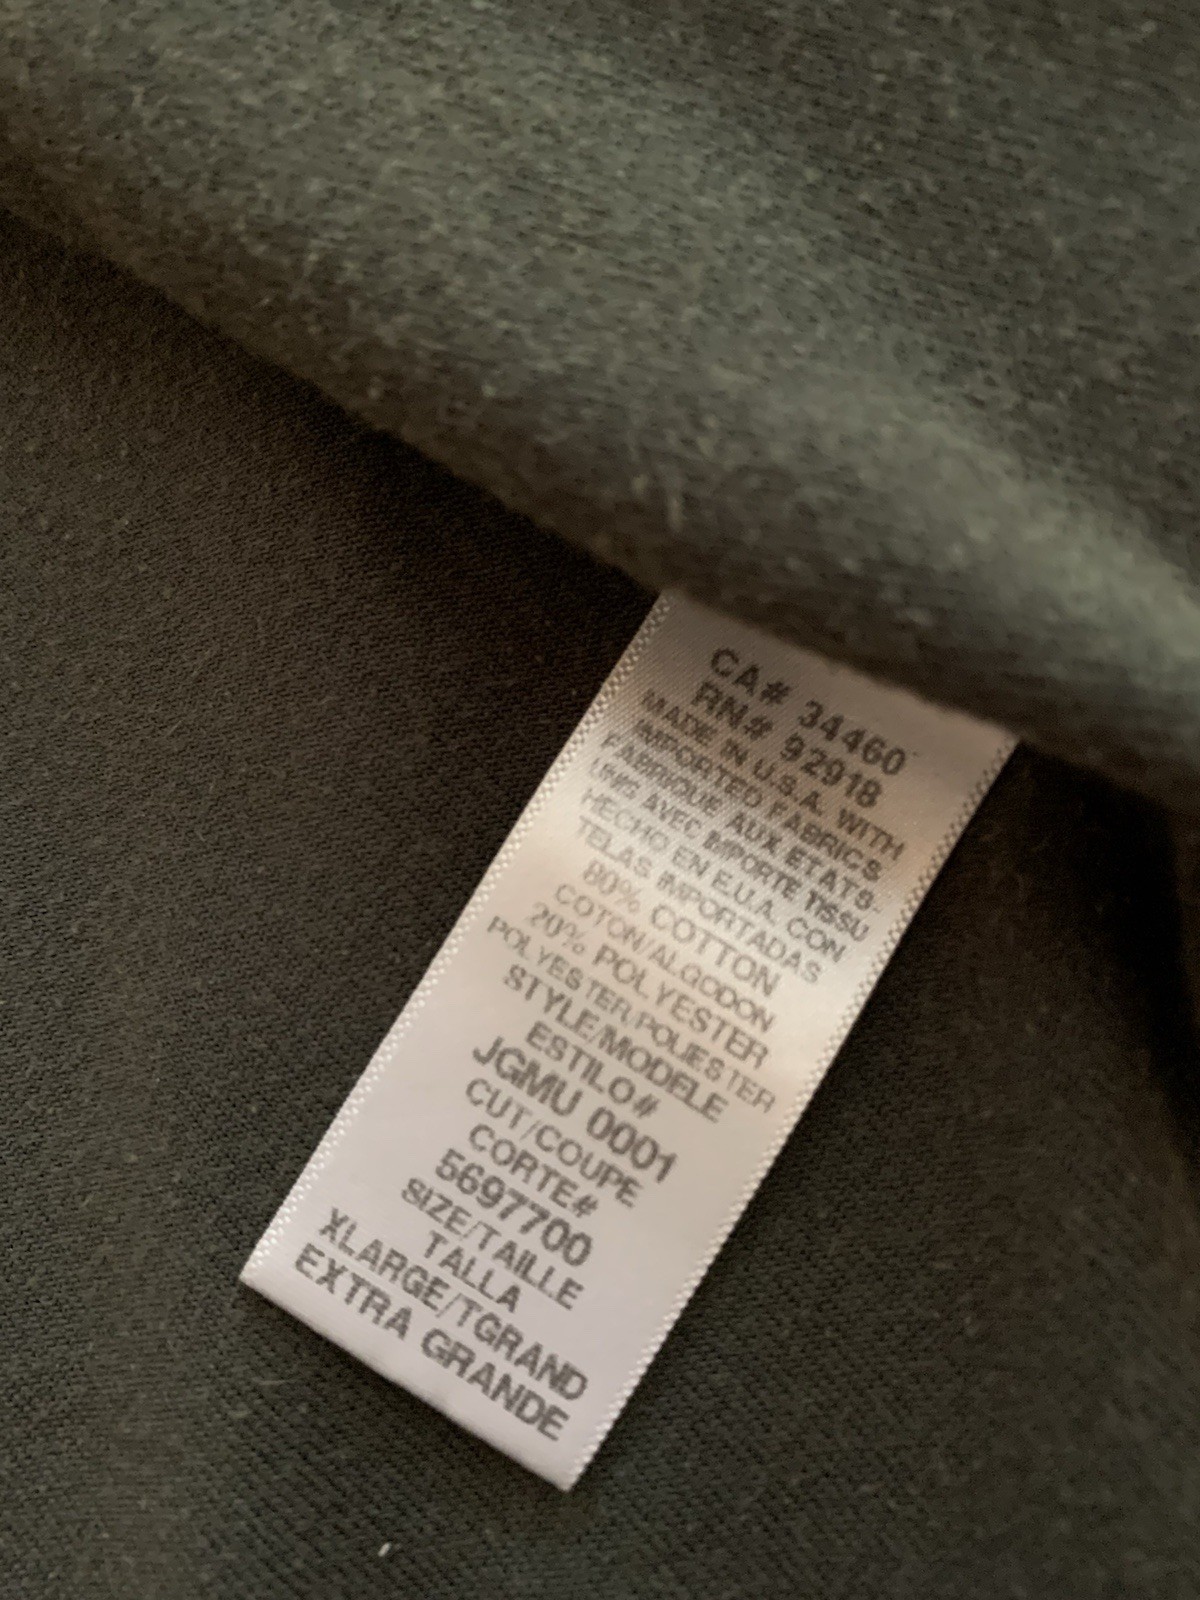 CA# 34460
RN# 92918
MADE IN U.S.A. WITH
IMPORTED FABRICS
FABRIQUE AUX ETATS-
UNIS AVEC IMPORTE TISSU
HECHO EN E.U.A. CON
TELAS IMPORTADAS
80% COTTON
COTON/ALGODON
20% POLYESTER
POLYESTER/POLIESTER
STYLE/MODELE
ESTILO#
JGMU 0001
CUT/COUPE
CORTE#
5697700
SIZE/TAILLE
TALLA
XLARGE/TGRAND
EXTRA GRANDE